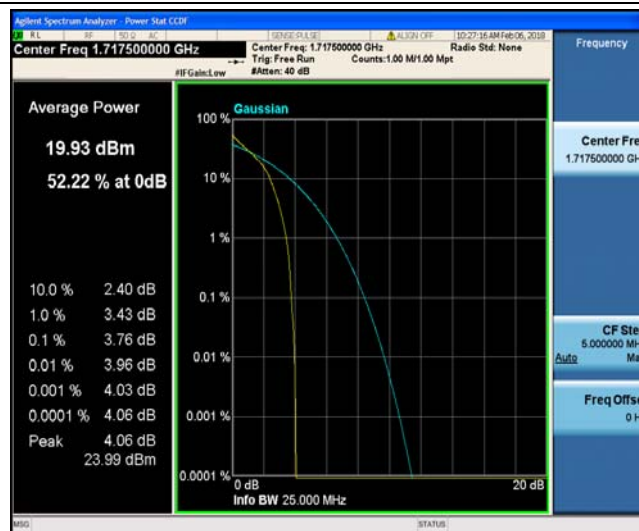 Agilent Spectrum Analyzer - Power Stat CCDF
RL RF 50 Ω AC SENSE:PULSE ALIGN OFF 10:27:16 AM Feb 06, 2018
Center Freq 1.717500000 GHz
Center Freq: 1.717500000 GHz Radio Std: None
Trig: Free Run Counts:1.00 M/1.00 Mpt
#IFGain:Low #Atten: 40 dB
Frequency
Average Power
19.93 dBm
52.22 % at 0dB
10.0 % 2.40 dB
1.0 % 3.43 dB
0.1 % 3.76 dB
0.01 % 3.96 dB
0.001 % 4.03 dB
0.0001 % 4.06 dB
Peak 4.06 dB
23.99 dBm
Gaussian
100 %
10 %
1 %
0.1 %
0.01 %
0.001 %
0.0001 %
0 dB 20 dB
Info BW 25.000 MHz
Center Fre
1.717500000 GH
CF Ste
5.000000 MH
Auto Ma
Freq Offse
0 H
MSG STATUS